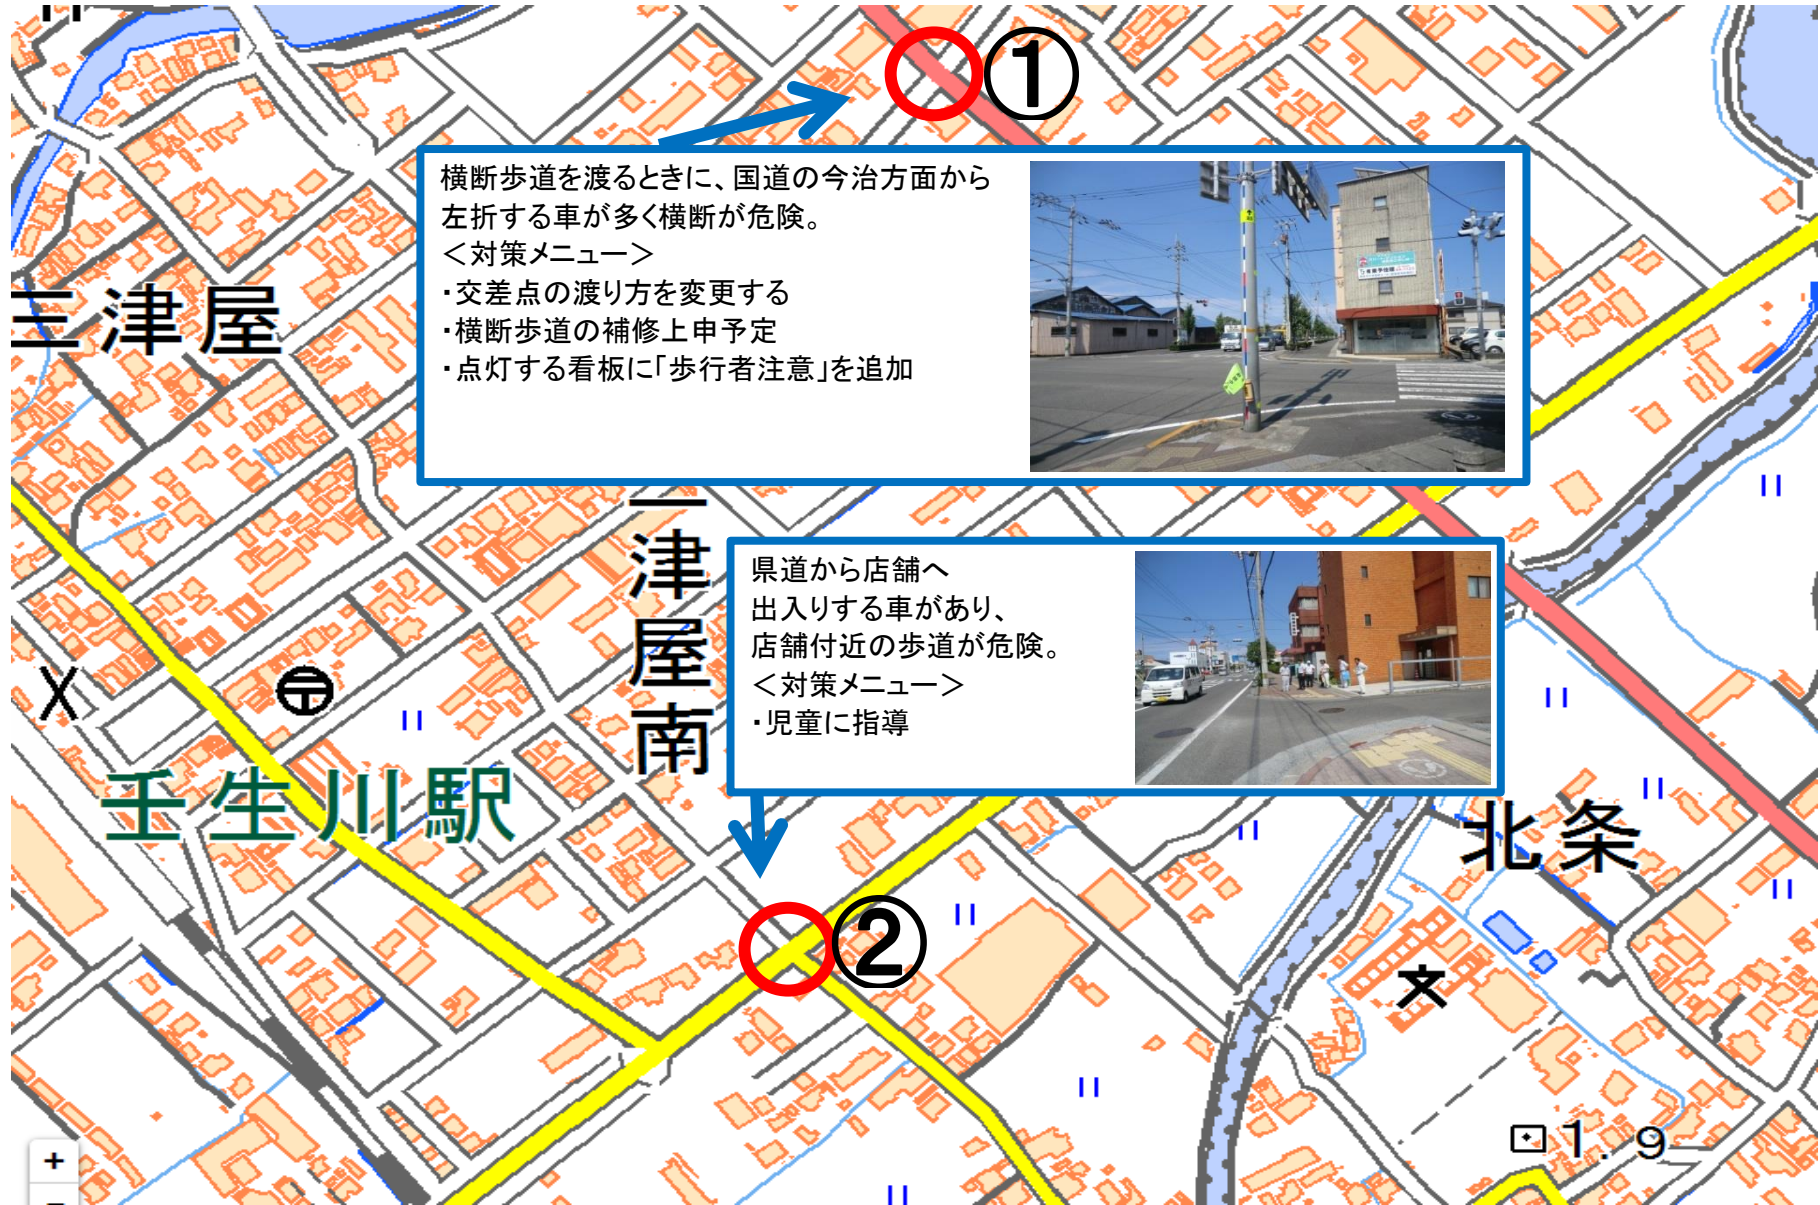 ①
横断歩道を渡るときに、国道の今治方面から
左折する車が多く横断が危険。
＜対策メニュー＞
・交差点の渡り方を変更する
・横断歩道の補修上申予定
・点灯する看板に「歩行者注意」を追加
三津屋
津屋南
県道から店舗へ
出入りする車があり、
店舗付近の歩道が危険。
＜対策メニュー＞
・児童に指導
壬生川駅
北条
②
1.9
+